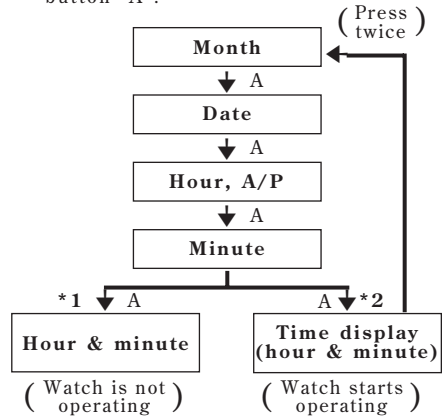 button "A".
( Press
twice )
Month
A
Date
A
Hour, A/P
A
Minute
*1 A
A *2
Hour & minute
Time display
(hour & minute)
( Watch is not
operating )
( Watch starts
operating )